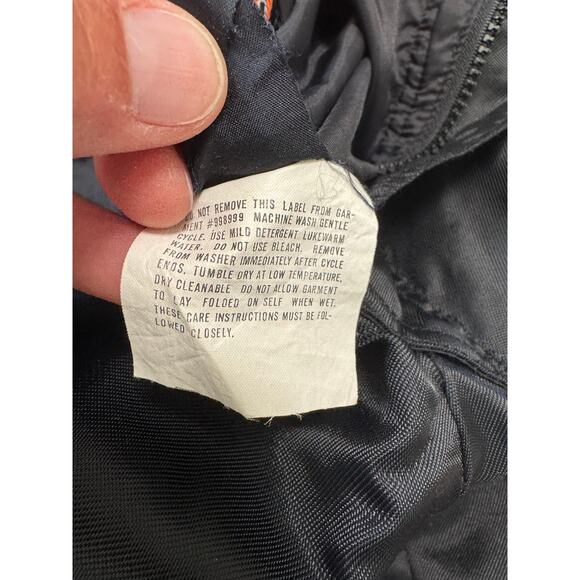 DO NOT REMOVE THIS LABEL FROM GAR-
MENT #998999 MACHINE WASH GENTLE
CYCLE. USE MILD DETERGENT LUKEWARM
WATER. DO NOT USE BLEACH. REMOVE
FROM WASHER IMMEDIATELY AFTER CYCLE
ENDS. TUMBLE DRY AT LOW TEMPERATURE,
DRY CLEANABLE DO NOT ALLOW GARMENT
TO LAY FOLDED ON SELF WHEN WET.
THESE CARE INSTRUCTIONS MUST BE FOL-
LOWED CLOSELY.